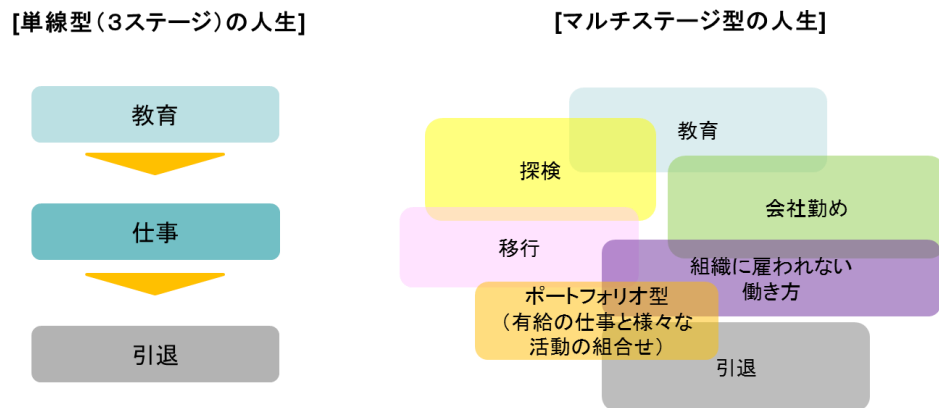 [単線型(3ステージ)の人生]
[マルチステージ型の人生]
教育
仕事
引退
教育
探検
会社勤め
移行
組織に雇われない
働き方
ポートフォリオ型
(有給の仕事と様々な
活動の組合せ)
引退